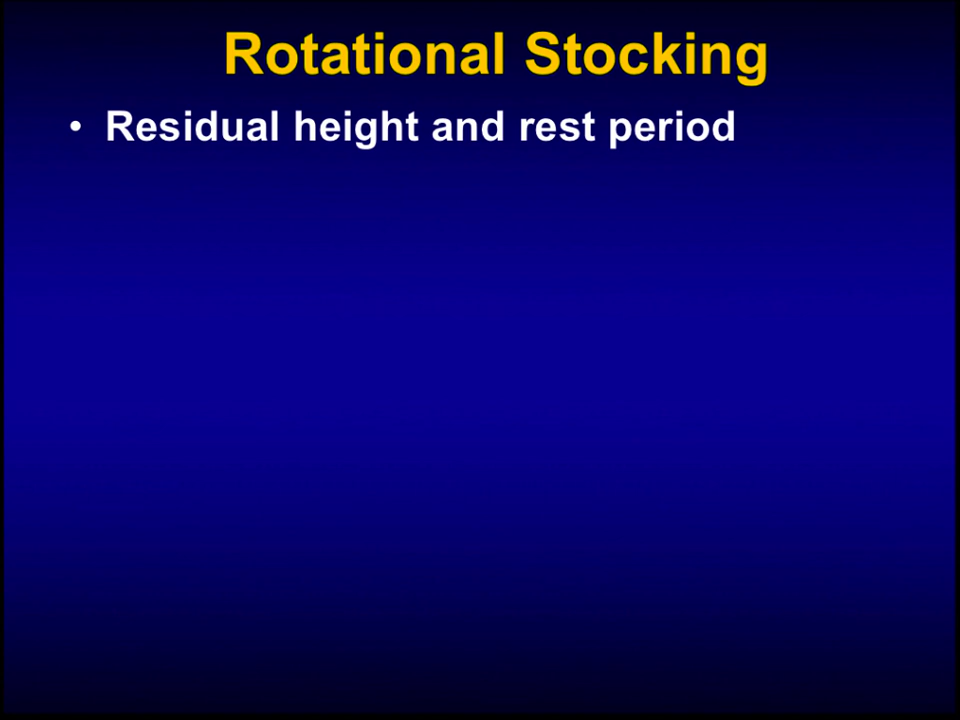 Rotational Stocking
• Residual height and rest period